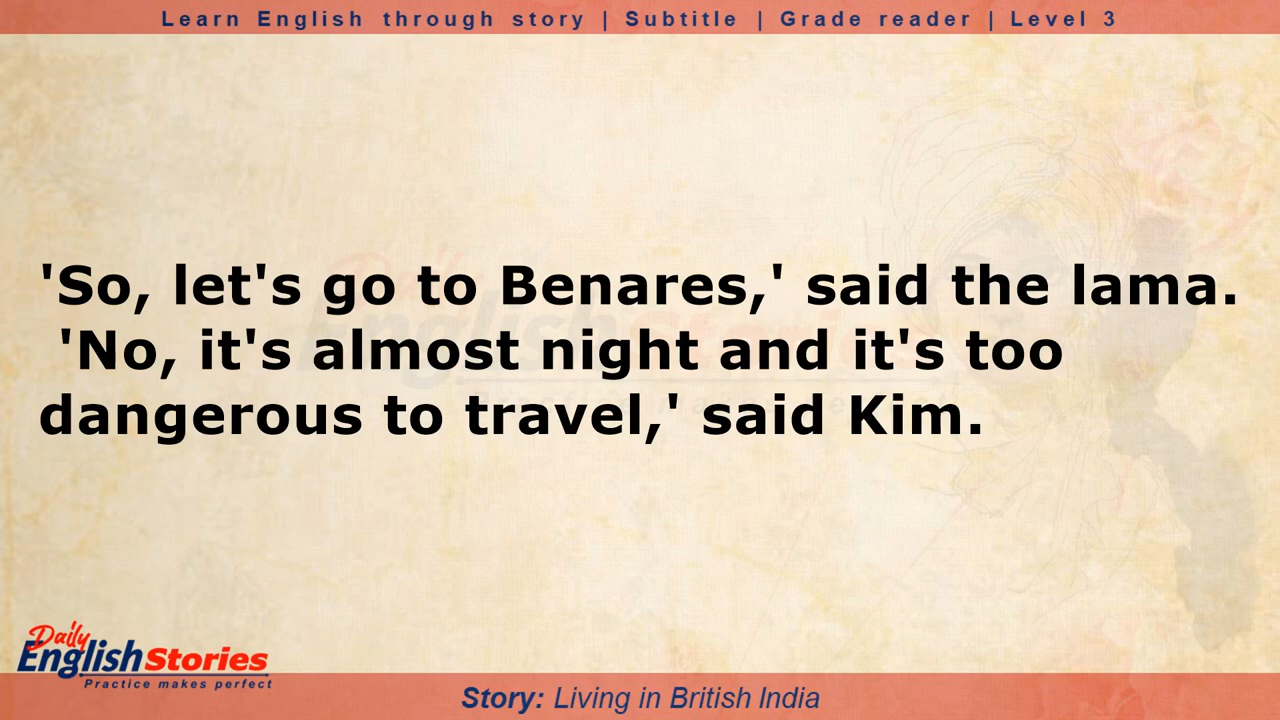 Learn English through story | Subtitle | Grade reader | Level 3
'So, let's go to Benares,' said the lama.
'No, it's almost night and it's too
dangerous to travel,' said Kim.
Daily
English Stories
Practice makes perfect
Story: Living in British India